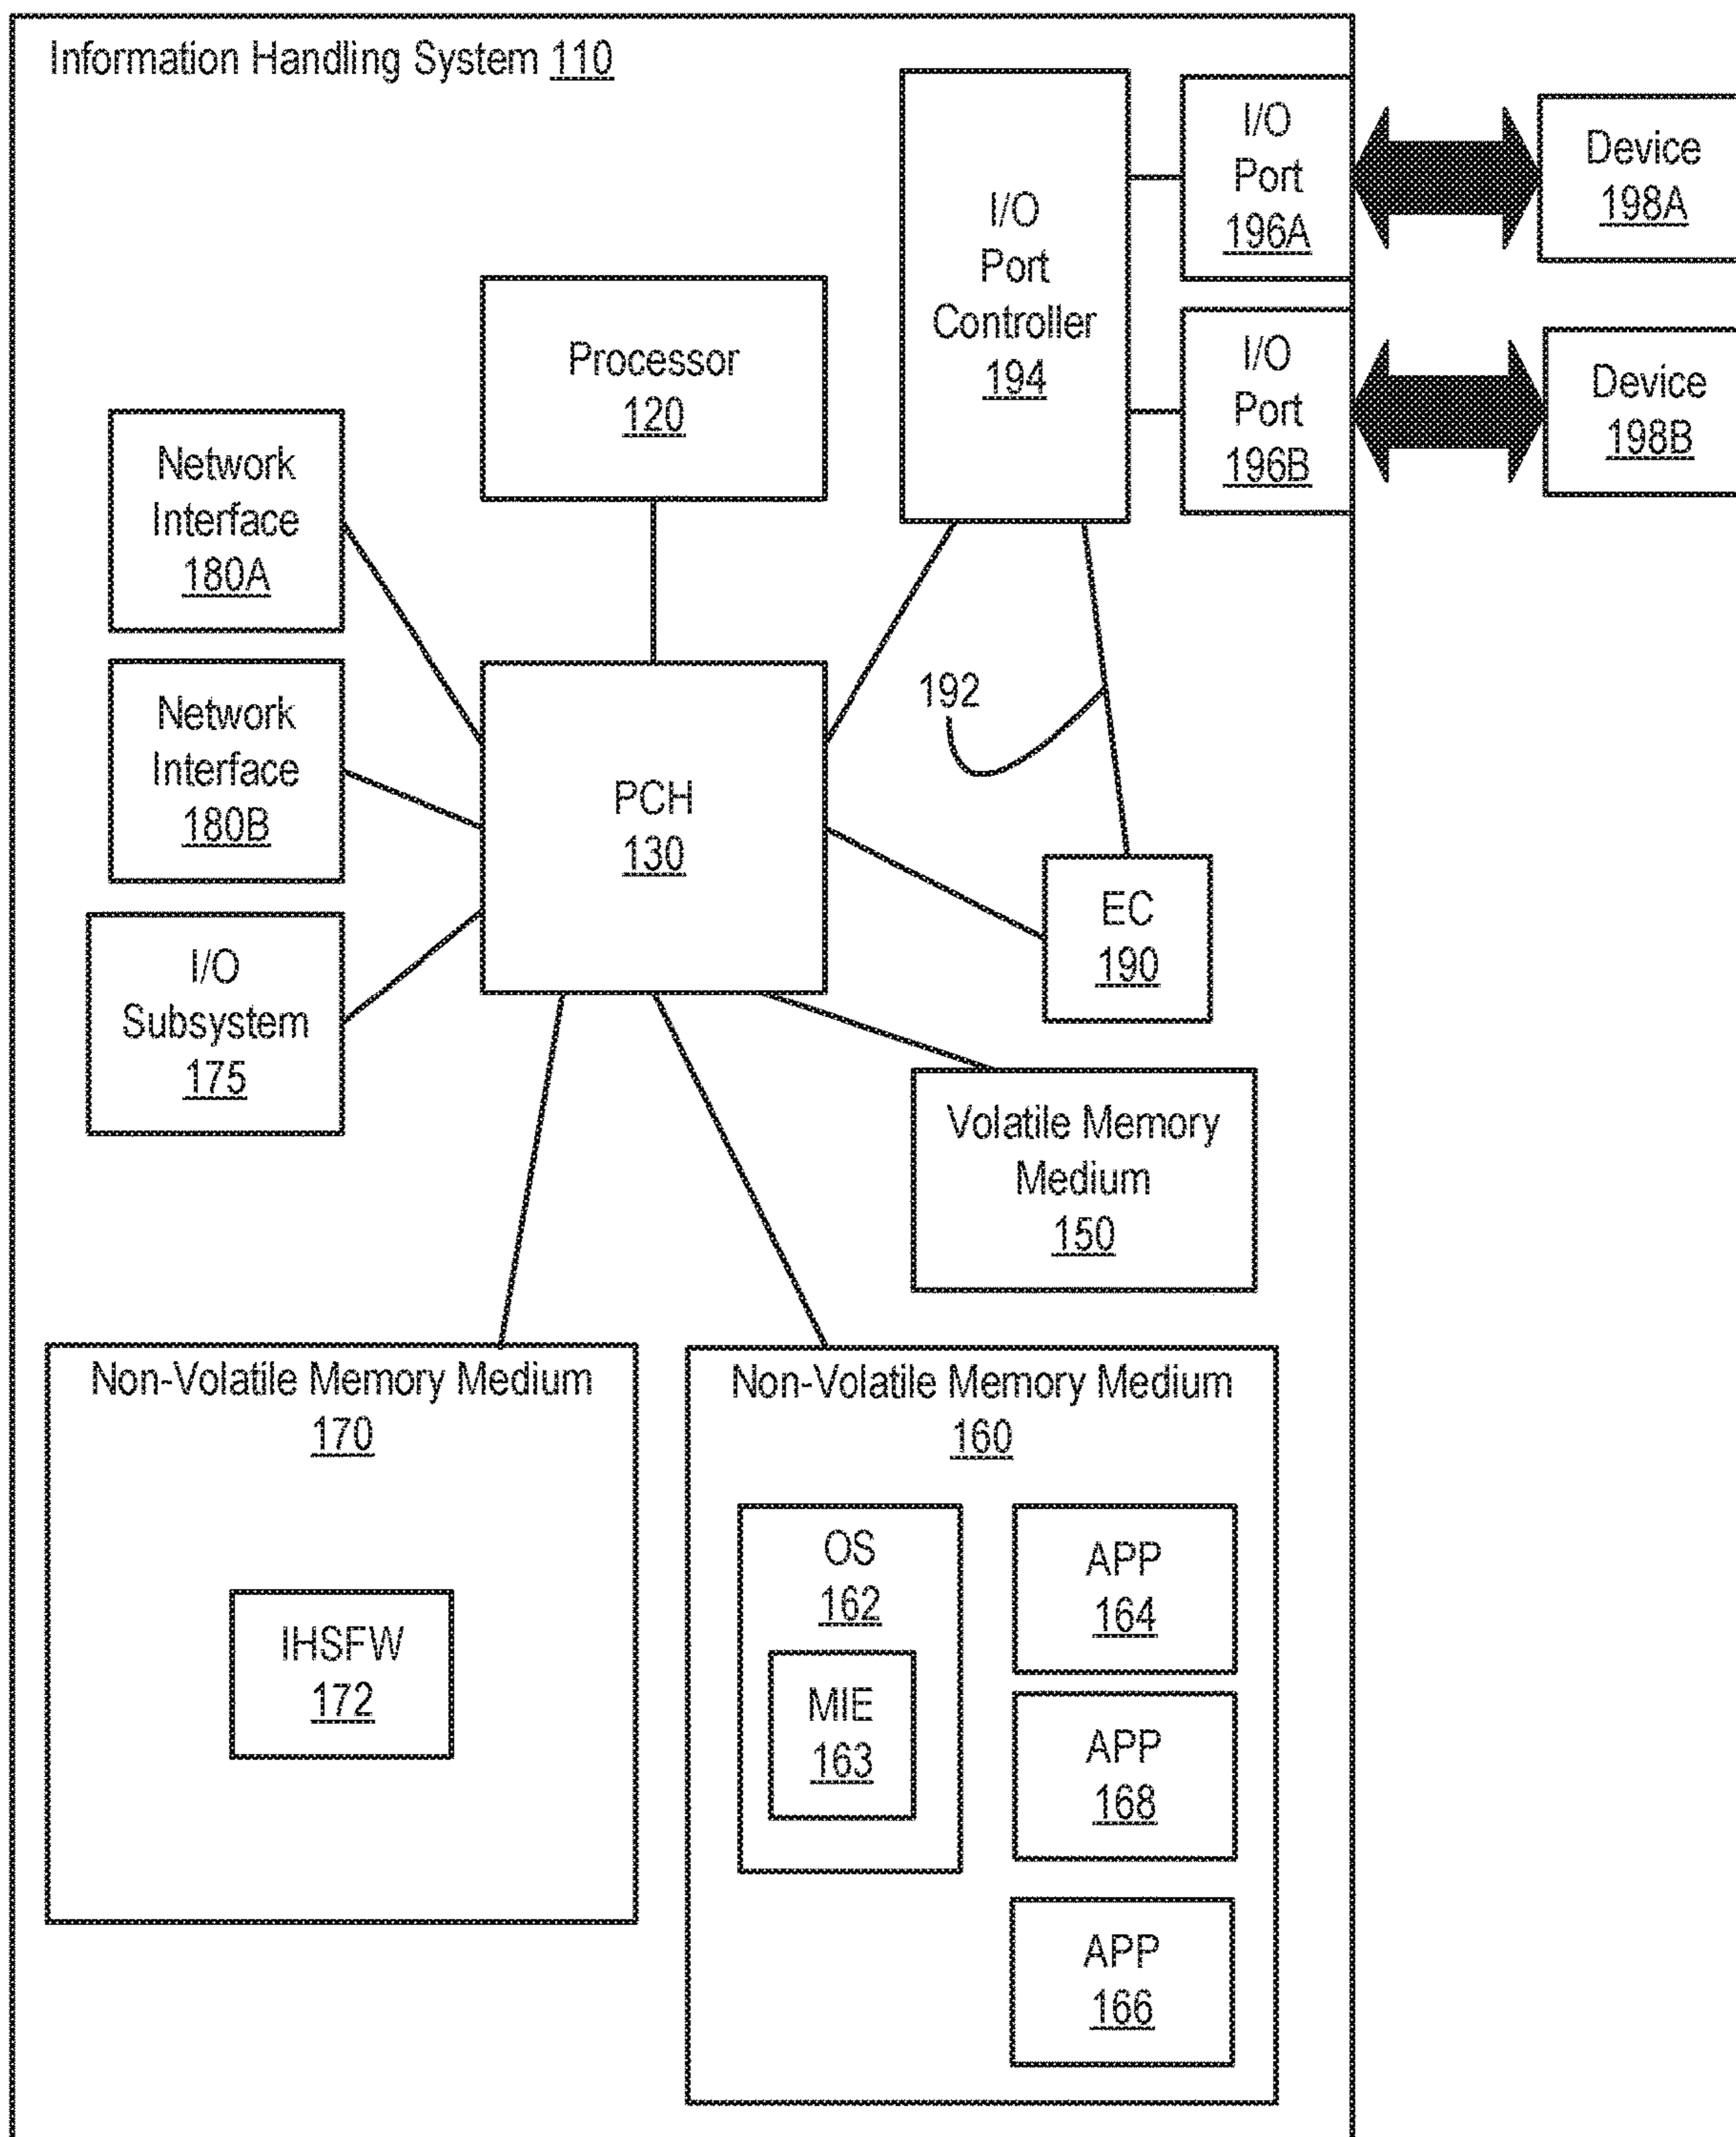 Information Handling System 110
I/O
Port
Controller
194
I/O
Port
196A
Device
198A
I/O
Port
196B
Device
198B
Processor
120
Network
Interface
180A
Network
Interface
180B
I/O
Subsystem
175
PCH
130
192
EC
190
Volatile Memory
Medium
150
Non-Volatile Memory Medium
170
IHSFW
172
Non-Volatile Memory Medium
160
OS
162
MIE
163
APP
164
APP
168
APP
166